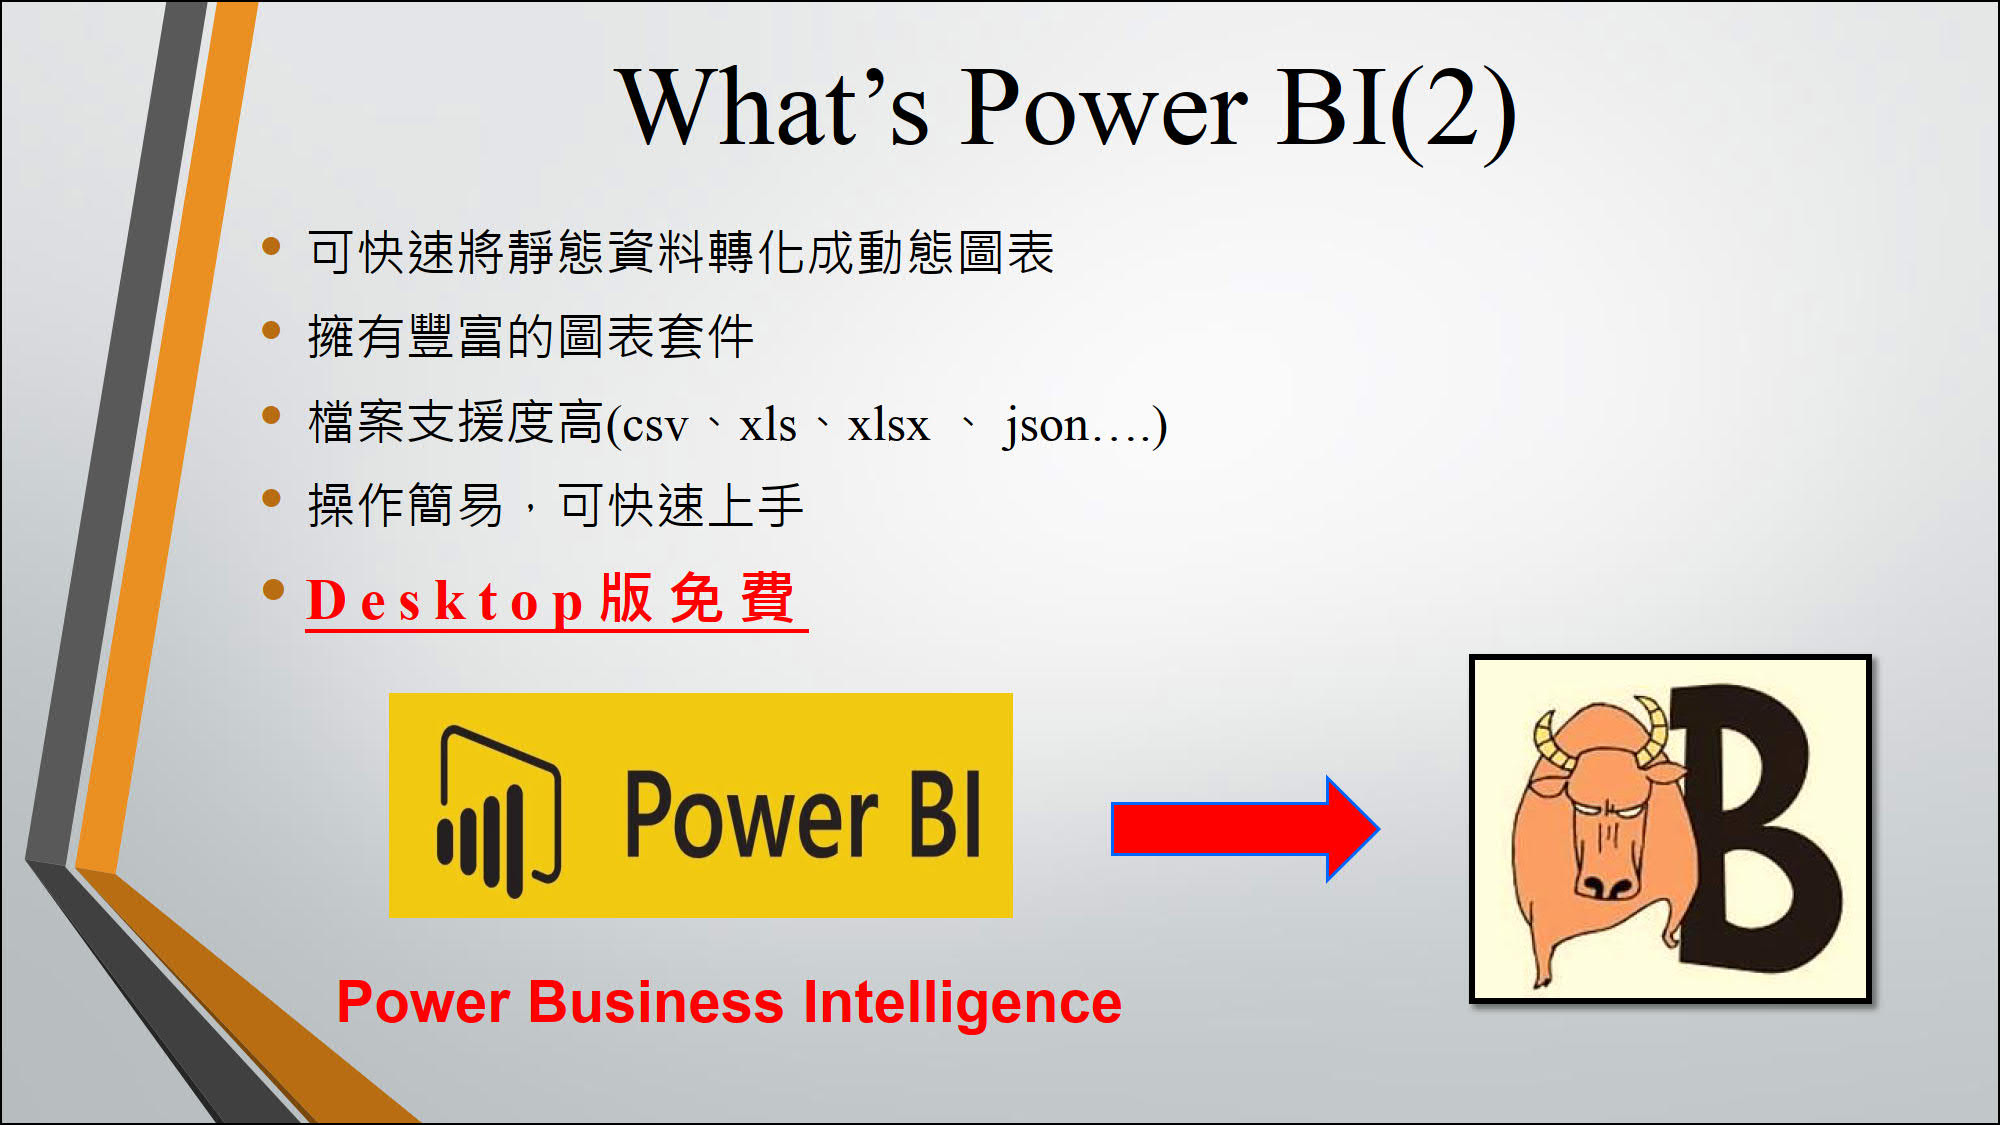 What’s Power BI(2)
可快速將靜態資料轉化成動態圖表
擁有豐富的圖表套件
檔案支援度高(csv、xls、xlsx 、 json….)
操作簡易，可快速上手
Desktop版免費
Power BI
B
Power Business Intelligence